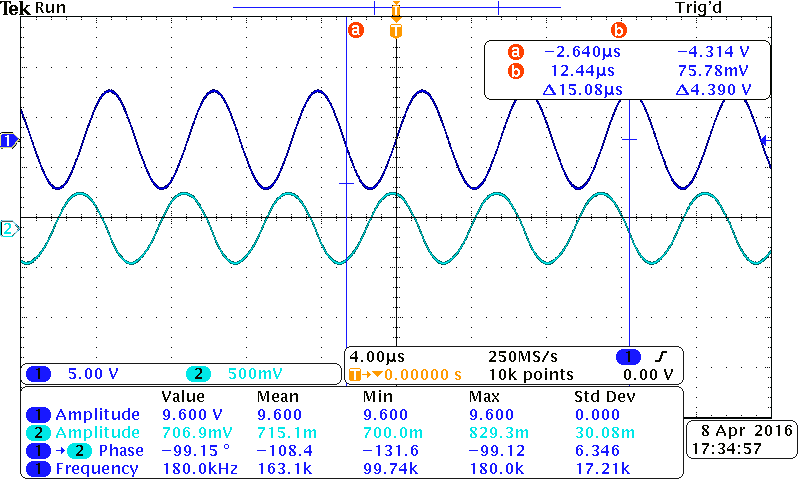 Tek Run Trig'd
a T b
T
a −2.640µs −4.314 V
b 12.44µs 75.78mV
Δ15.08µs Δ4.390 V
1
2
1 5.00 V 2 500mV
4.00µs 250MS/s 1
T→▼0.00000 s 10k points 0.00 V
Value Mean Min Max Std Dev
1 Amplitude 9.600 V 9.600 9.600 9.600 0.000
2 Amplitude 706.9mV 715.1m 700.0m 829.3m 30.08m
1 → 2 Phase −99.15 ° −108.4 −131.6 −99.12 6.346
1 Frequency 180.0kHz 163.1k 99.74k 180.0k 17.21k
8 Apr 2016
17:34:57